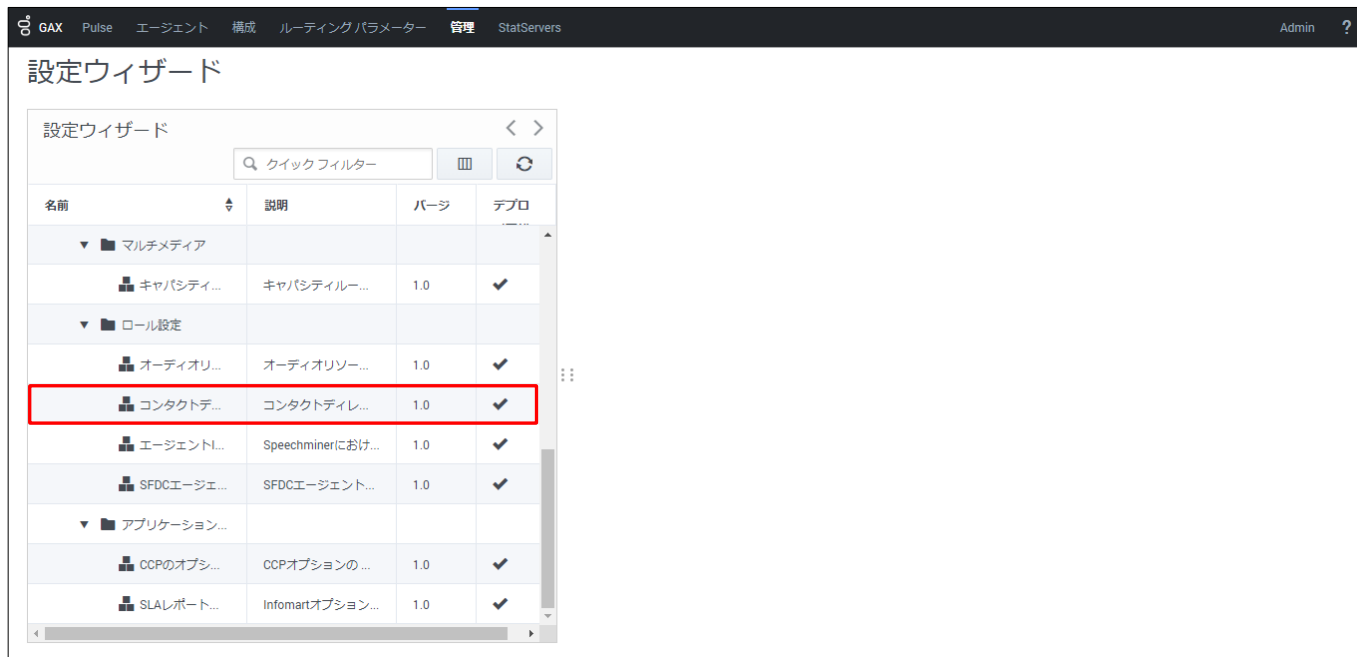 GAX Pulse エージェント 構成 ルーティング パラメーター 管理 StatServers Admin ?
設定ウィザード
設定ウィザード
クイック フィルター
名前 説明 バージ デプロ
マルチメディア
キャパシティ... キャパシティルー... 1.0
ロール設定
オーディオリ... オーディオリソー... 1.0
コンタクトデ... コンタクトディレ... 1.0
エージェントI... Speechminerにおけ... 1.0
SFDCエージェ... SFDCエージェント... 1.0
アプリケーション...
CCPのオプシ... CCPオプションの ... 1.0
SLAレポート... Infomartオプション... 1.0